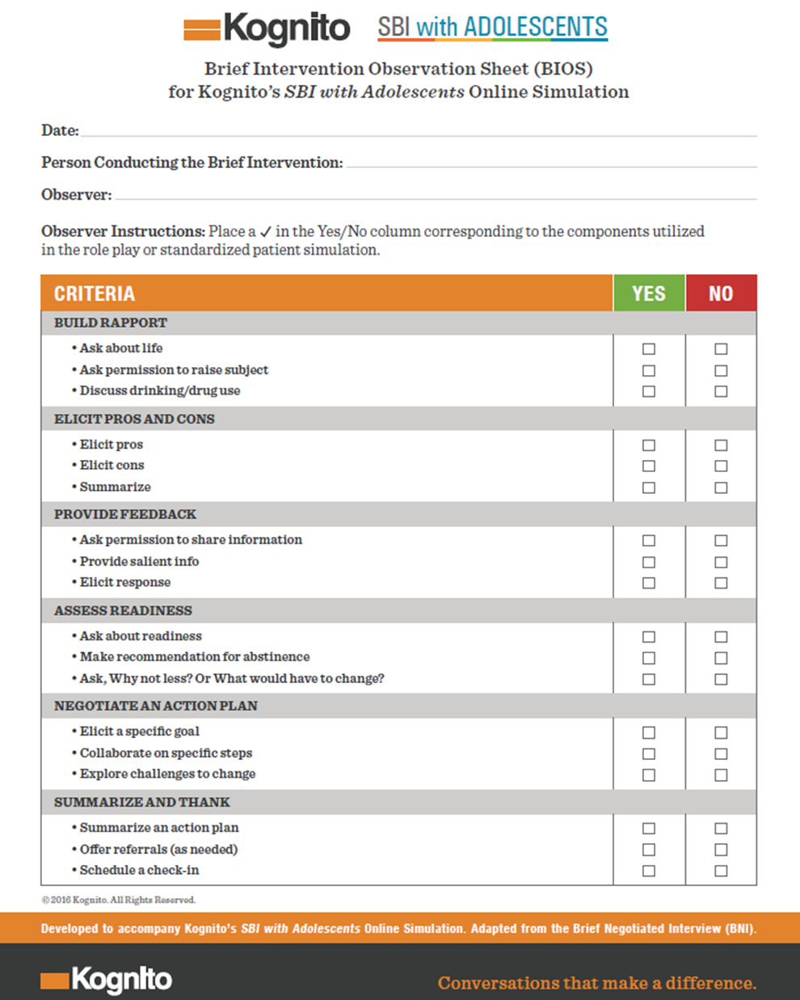 Kognito SBI with ADOLESCENTS
Brief Intervention Observation Sheet (BIOS)
for Kognito's SBI with Adolescents Online Simulation
Date:
Person Conducting the Brief Intervention:
Observer:
Observer Instructions: Place a ✓ in the Yes/No column corresponding to the components utilized
in the role play or standardized patient simulation.
CRITERIA YES NO
BUILD RAPPORT
• Ask about life
• Ask permission to raise subject
• Discuss drinking/drug use
ELICIT PROS AND CONS
• Elicit pros
• Elicit cons
• Summarize
PROVIDE FEEDBACK
• Ask permission to share information
• Provide salient info
• Elicit response
ASSESS READINESS
• Ask about readiness
• Make recommendation for abstinence
• Ask, Why not less? Or What would have to change?
NEGOTIATE AN ACTION PLAN
• Elicit a specific goal
• Collaborate on specific steps
• Explore challenges to change
SUMMARIZE AND THANK
• Summarize an action plan
• Offer referrals (as needed)
• Schedule a check-in
© 2016 Kognito. All Rights Reserved.
Developed to accompany Kognito's SBI with Adolescents Online Simulation. Adapted from the Brief Negotiated Interview (BNI).
Kognito Conversations that make a difference.